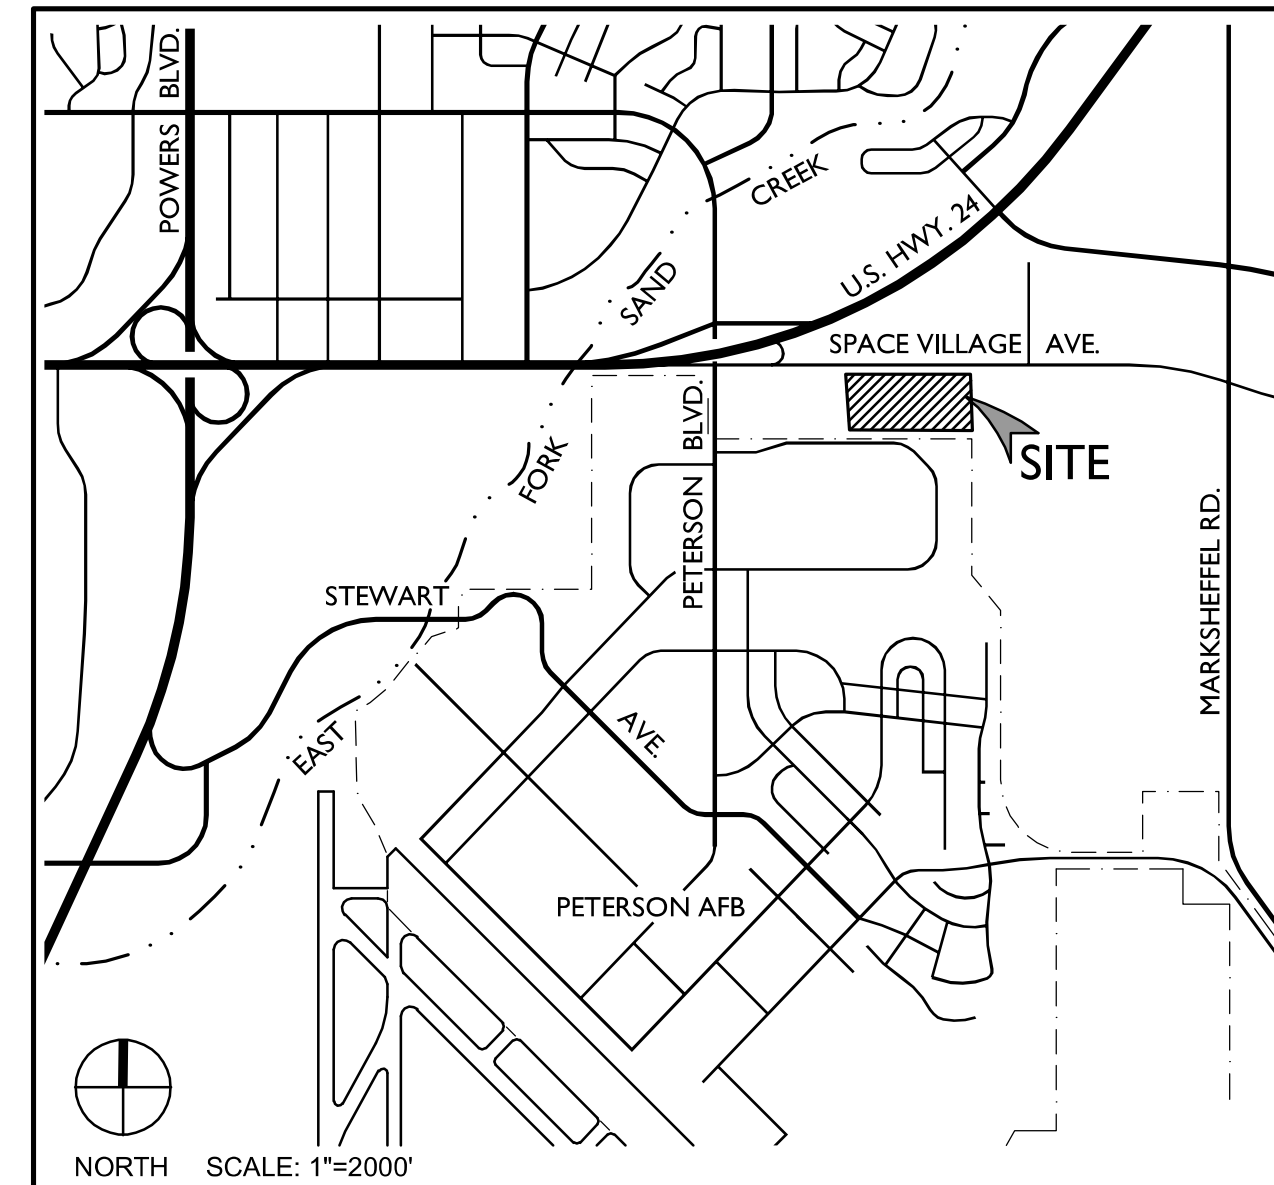 POWERS BLVD.
CREEK
SAND
U.S. HWY. 24
SPACE VILLAGE AVE.
SITE
FORK
PETERSON BLVD.
MARKSHEFFEL RD.
STEWART
AVE.
EAST
PETERSON AFB
NORTH SCALE: 1"=2000'